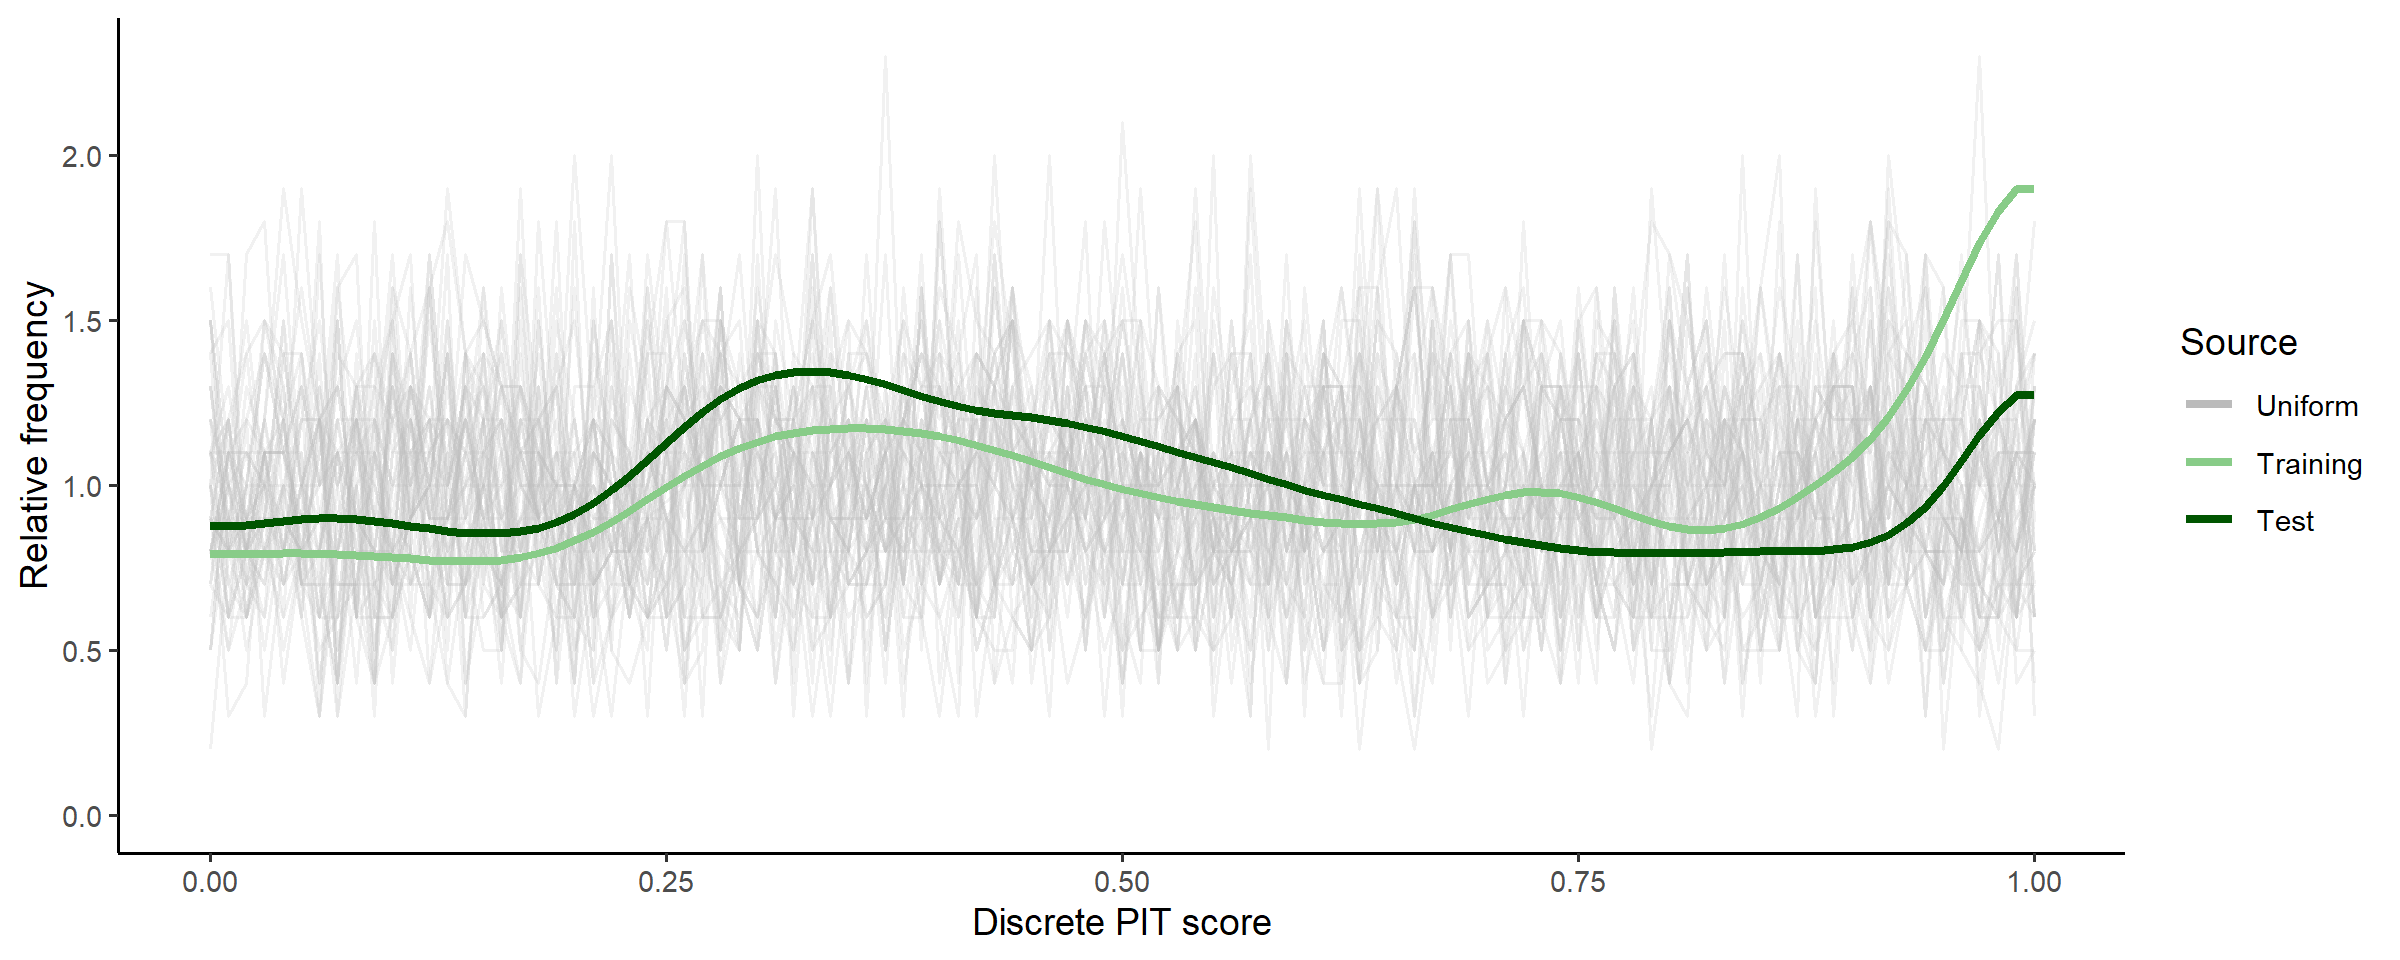 Relative frequency
2.0
1.5
1.0
0.5
0.0
0.00 0.25 0.50 0.75 1.00
Discrete PIT score
Source
Uniform
Training
Test